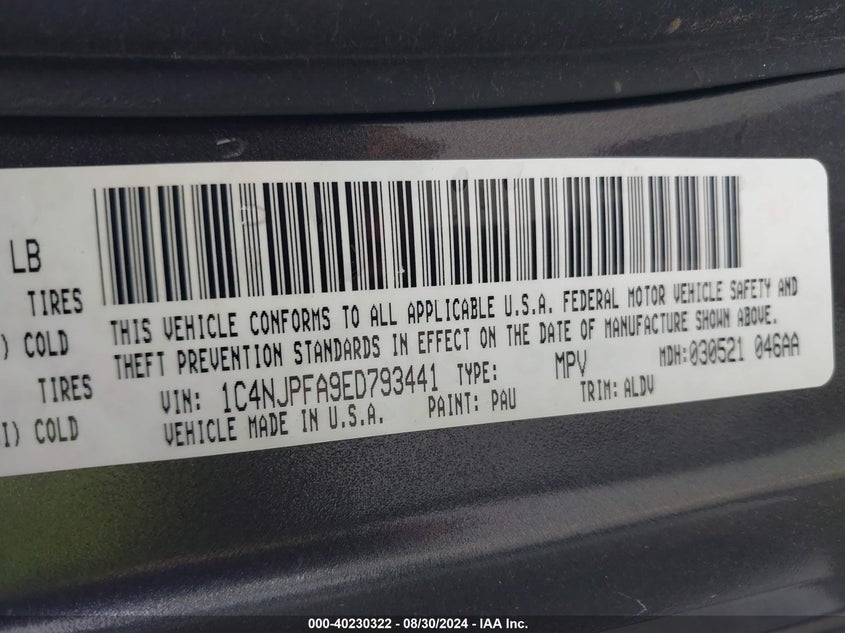 LB
TIRES
) COLD
TIRES
I) COLD
THIS VEHICLE CONFORMS TO ALL APPLICABLE U.S.A. FEDERAL MOTOR VEHICLE SAFETY AND
THEFT PREVENTION STANDARDS IN EFFECT ON THE DATE OF MANUFACTURE SHOWN ABOVE.
VIN: 1C4NJPFA9ED793441 TYPE: MPV MDH:030521 046AA
VEHICLE MADE IN U.S.A. PAINT: PAU TRIM: ALDV
000-40230322 - 08/30/2024 - IAA Inc.